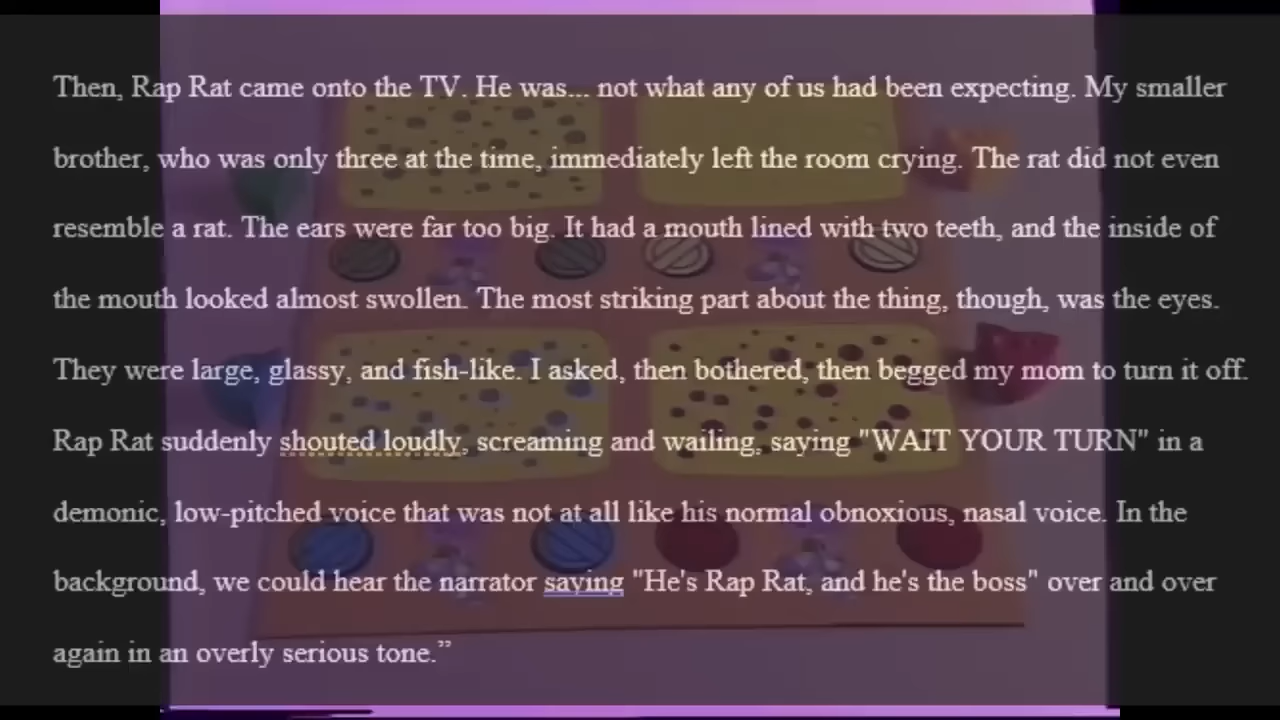 Then, Rap Rat came onto the TV. He was... not what any of us had been expecting. My smaller
brother, who was only three at the time, immediately left the room crying. The rat did not even
resemble a rat. The ears were far too big. It had a mouth lined with two teeth, and the inside of
the mouth looked almost swollen. The most striking part about the thing, though, was the eyes.
They were large, glassy, and fish-like. I asked, then bothered, then begged my mom to turn it off.
Rap Rat suddenly shouted loudly, screaming and wailing, saying "WAIT YOUR TURN" in a
demonic, low-pitched voice that was not at all like his normal obnoxious, nasal voice. In the
background, we could hear the narrator saying "He's Rap Rat, and he's the boss" over and over
again in an overly serious tone.”